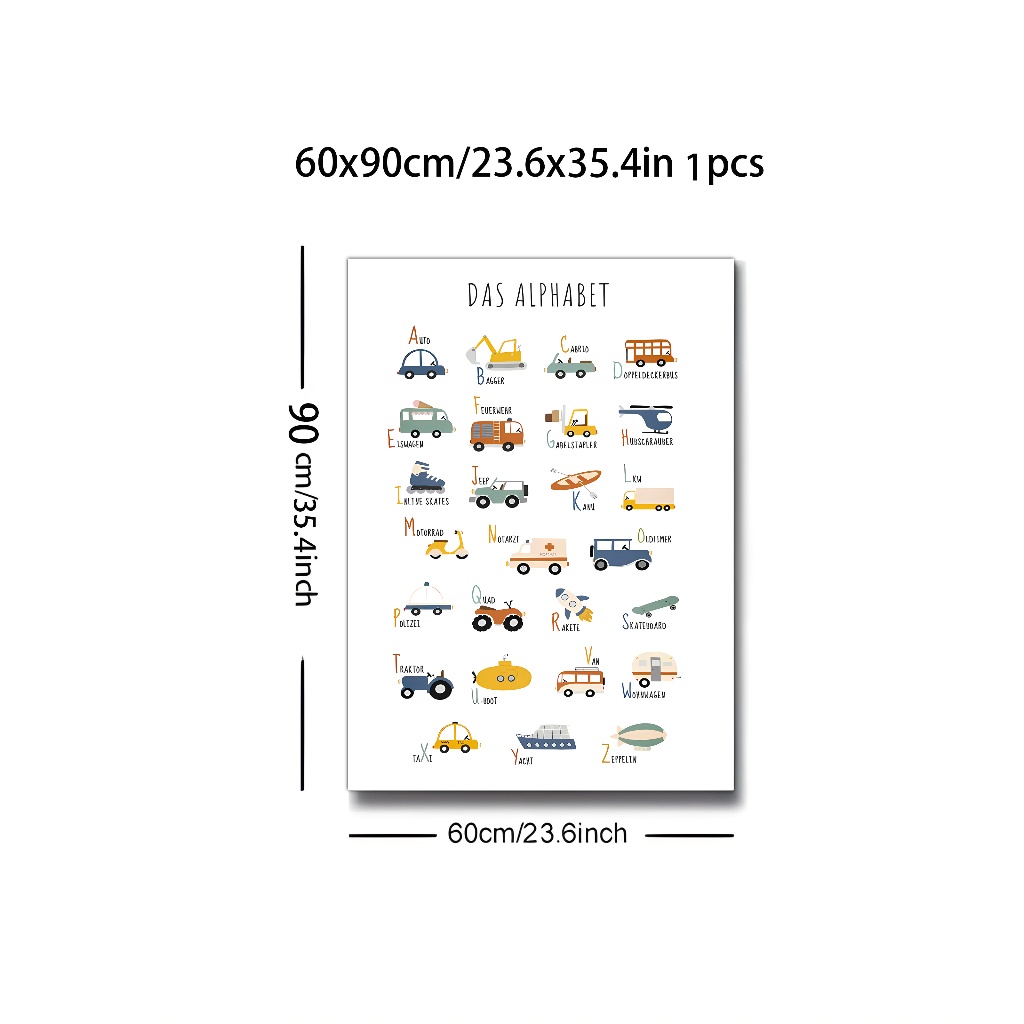 60x90cm/23.6x35.4in 1pcs
90 cm/35.4inch
DAS ALPHABET
AUTO
BAGGER
CABRIO
DOPPELDECKERBUS
EISWAGEN
FEUERWEHR
GABELSTAPLER
HUBSCHRAUBER
INLINE SKATES
JEEP
KANU
LKW
MOTORRAD
NOTARZT
OLDTIMER
POLIZEI
QUAD
RAKETE
SKATEBOARD
TRAKTOR
U-BOOT
VAN
WOHNWAGEN
TAXI
YACHT
ZEPPELIN
60cm/23.6inch